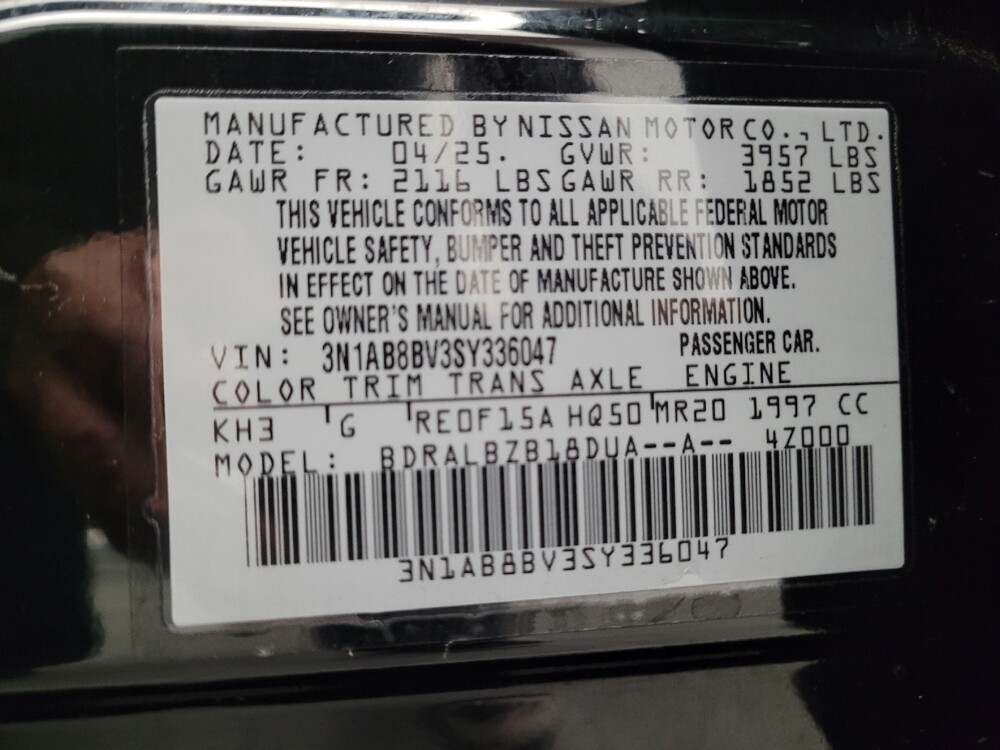 MANUFACTURED BY NISSAN MOTOR CO., LTD.
DATE: 04/25. GVWR: 3957 LBS
GAWR FR: 2116 LBS GAWR RR: 1852 LBS
THIS VEHICLE CONFORMS TO ALL APPLICABLE FEDERAL MOTOR
VEHICLE SAFETY, BUMPER AND THEFT PREVENTION STANDARDS
IN EFFECT ON THE DATE OF MANUFACTURE SHOWN ABOVE.
SEE OWNER'S MANUAL FOR ADDITIONAL INFORMATION.
VIN: 3N1AB8BV3SY336047 PASSENGER CAR.
COLOR TRIM TRANS AXLE ENGINE
KH3 G RE0F15A HQ50 MR20 1997 CC
MODEL: BDRALBZB18DUA--A-- 4Z000
3N1AB8BV3SY336047